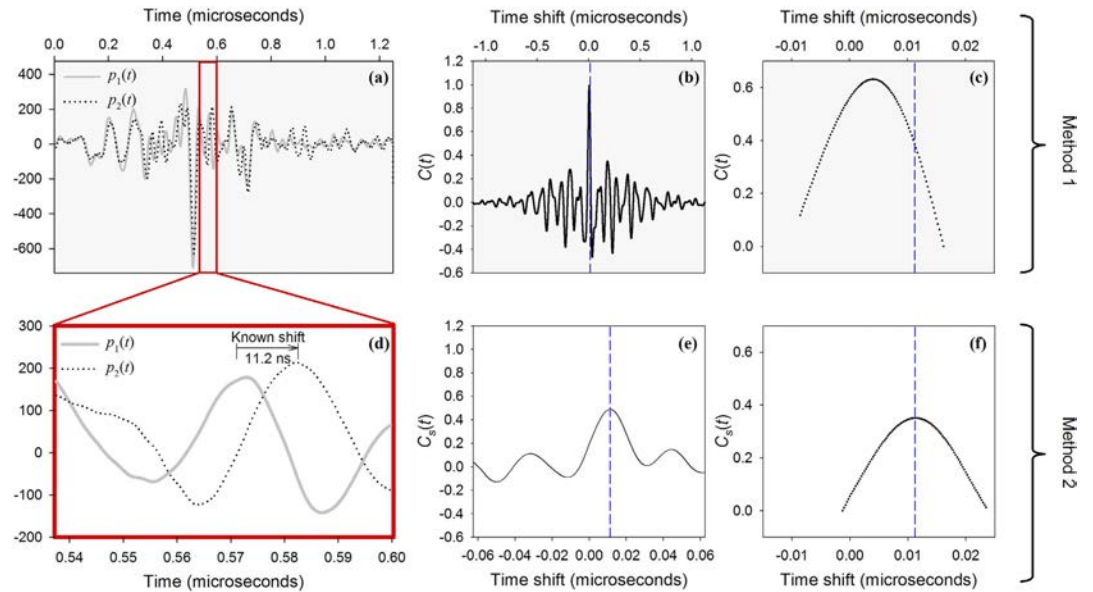 Time (microseconds)
0.0 0.2 0.4 0.6 0.8 1.0 1.2
400
200
0
-200
-400
-600
p1(t)
p2(t)
(a)
Time shift (microseconds)
-1.0 -0.5 0.0 0.5 1.0
C(t)
1.2
1.0
0.8
0.6
0.4
0.2
0.0
-0.2
-0.4
-0.6
(b)
Time shift (microseconds)
-0.01 0.00 0.01 0.02
C(t)
0.6
0.4
0.2
0.0
(c)
Method 1
300
200
100
0
-100
-200
p1(t)
p2(t)
Known shift
11.2 ns
(d)
0.54 0.55 0.56 0.57 0.58 0.59 0.60
Time (microseconds)
Cs(t)
1.2
1.0
0.8
0.6
0.4
0.2
0.0
-0.2
-0.4
-0.6
(e)
-0.06 -0.04 -0.02 0.00 0.02 0.04 0.06
Time shift (microseconds)
Cs(t)
0.6
0.4
0.2
0.0
(f)
-0.01 0.00 0.01 0.02
Time shift (microseconds)
Method 2